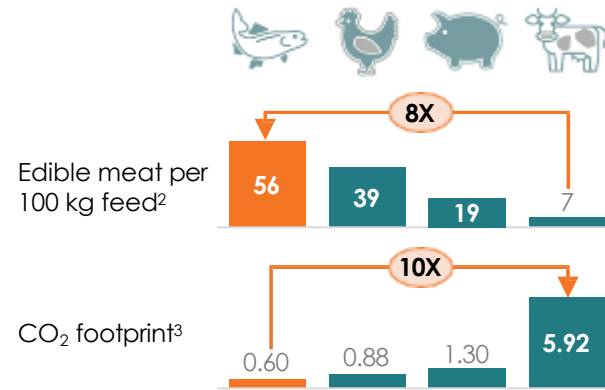 8X
Edible meat per
100 kg feed²
56
39
19
7
10X
CO₂ footprint³
0.60
0.88
1.30
5.92